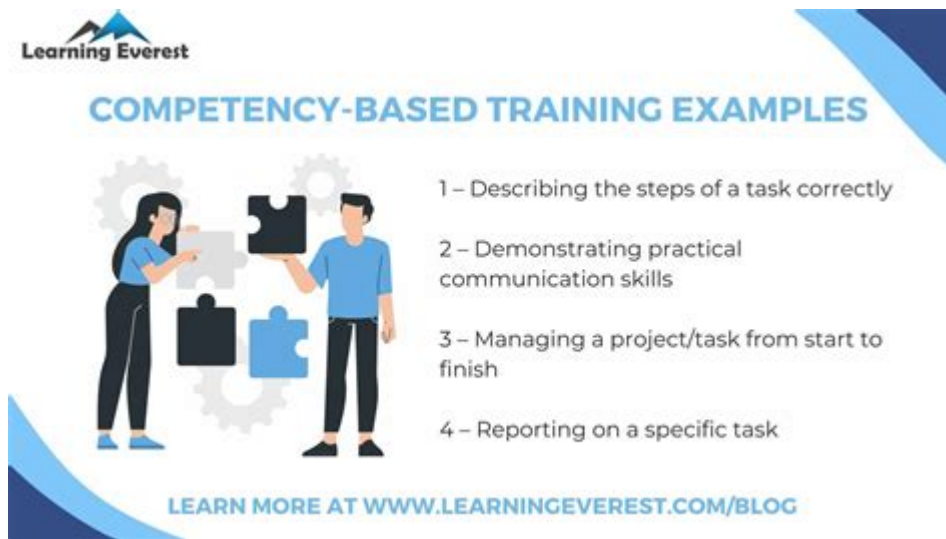 Learning Everest
COMPETENCY-BASED TRAINING EXAMPLES
1 – Describing the steps of a task correctly
2 – Demonstrating practical
communication skills
3 – Managing a project/task from start to
finish
4 – Reporting on a specific task
LEARN MORE AT WWW.LEARNINGEVEREST.COM/BLOG